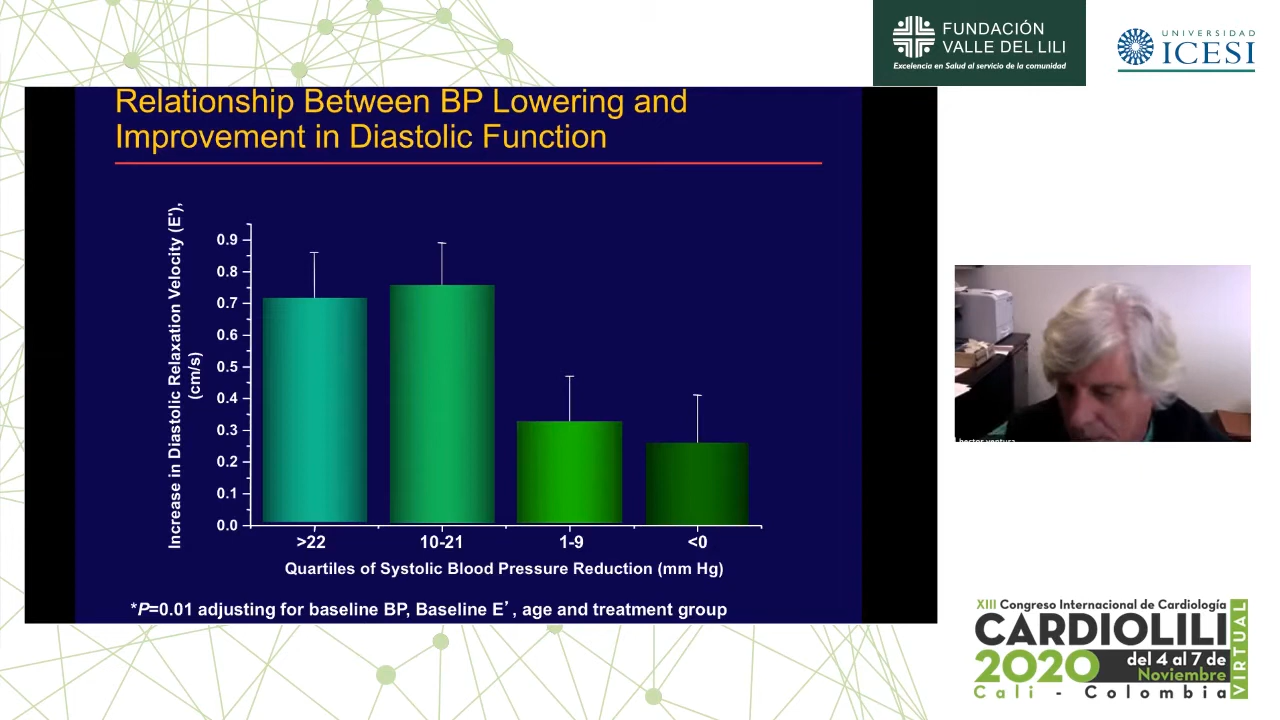 FUNDACIÓN
VALLE DEL LILI
Excelencia en Salud al servicio de la comunidad
UNIVERSIDAD
ICESI
Relationship Between BP Lowering and
Improvement in Diastolic Function
Increase in Diastolic Relaxation Velocity (E'),
(cm/s)
0.9
0.8
0.7
0.6
0.5
0.4
0.3
0.2
0.1
0.0
>22 10-21 1-9 <0
Quartiles of Systolic Blood Pressure Reduction (mm Hg)
*P=0.01 adjusting for baseline BP, Baseline E’, age and treatment group
hector ventura
XIII Congreso Internacional de Cardiología
CARDIOLILI
2020 del 4 al 7 de
Noviembre
Cali - Colombia
VIRTUAL